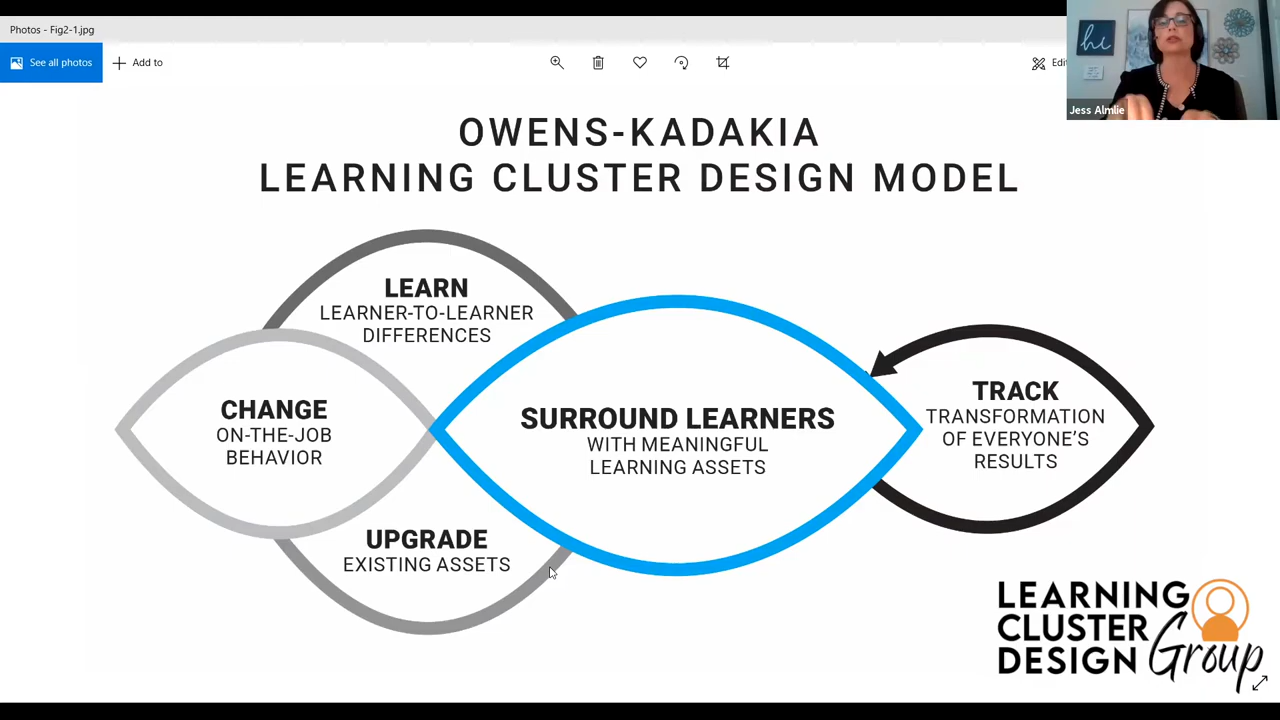 Photos - Fig2-1.jpg
See all photos
Add to
Edi
hi
Jess Almlie
OWENS-KADAKIA
LEARNING CLUSTER DESIGN MODEL
LEARN
LEARNER-TO-LEARNER
DIFFERENCES
CHANGE
ON-THE-JOB
BEHAVIOR
SURROUND LEARNERS
WITH MEANINGFUL
LEARNING ASSETS
TRACK
TRANSFORMATION
OF EVERYONE'S
RESULTS
UPGRADE
EXISTING ASSETS
LEARNING
CLUSTER
DESIGN Group